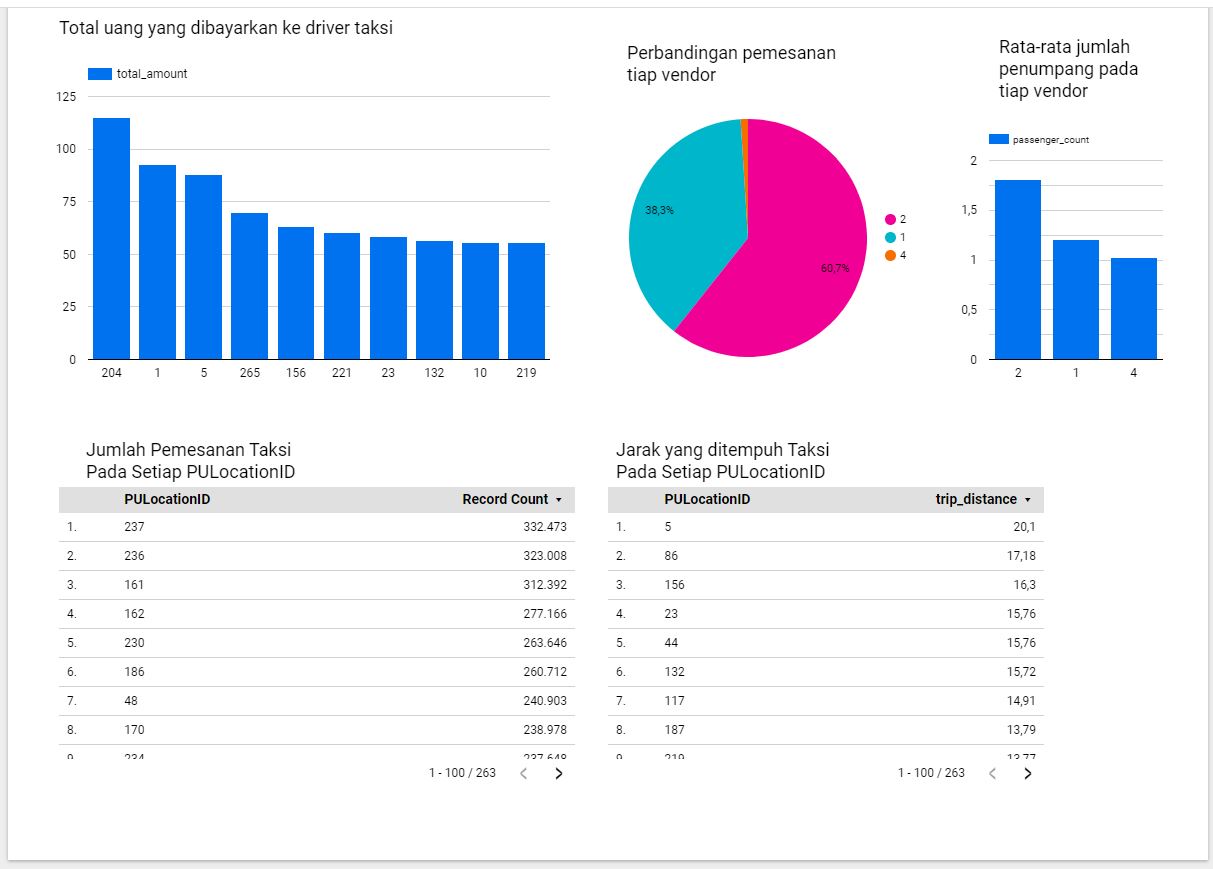 Total uang yang dibayarkan ke driver taksi
total_amount
125
100
75
50
25
0
204 1 5 265 156 221 23 132 10 219
Perbandingan pemesanan
tiap vendor
38,3%
60,7%
2
1
4
Rata-rata jumlah
penumpang pada
tiap vendor
passenger_count
2
1,5
1
0,5
0
2 1 4
Jumlah Pemesanan Taksi
Pada Setiap PULocationID
PULocationID Record Count
1. 237 332.473
2. 236 323.008
3. 161 312.392
4. 162 277.166
5. 230 263.646
6. 186 260.712
7. 48 240.903
8. 170 238.978
9. 234 237.648
1 - 100 / 263
Jarak yang ditempuh Taksi
Pada Setiap PULocationID
PULocationID trip_distance
1. 5 20,1
2. 86 17,18
3. 156 16,3
4. 23 15,76
5. 44 15,76
6. 132 15,72
7. 117 14,91
8. 187 13,79
9. 219 13,77
1 - 100 / 263